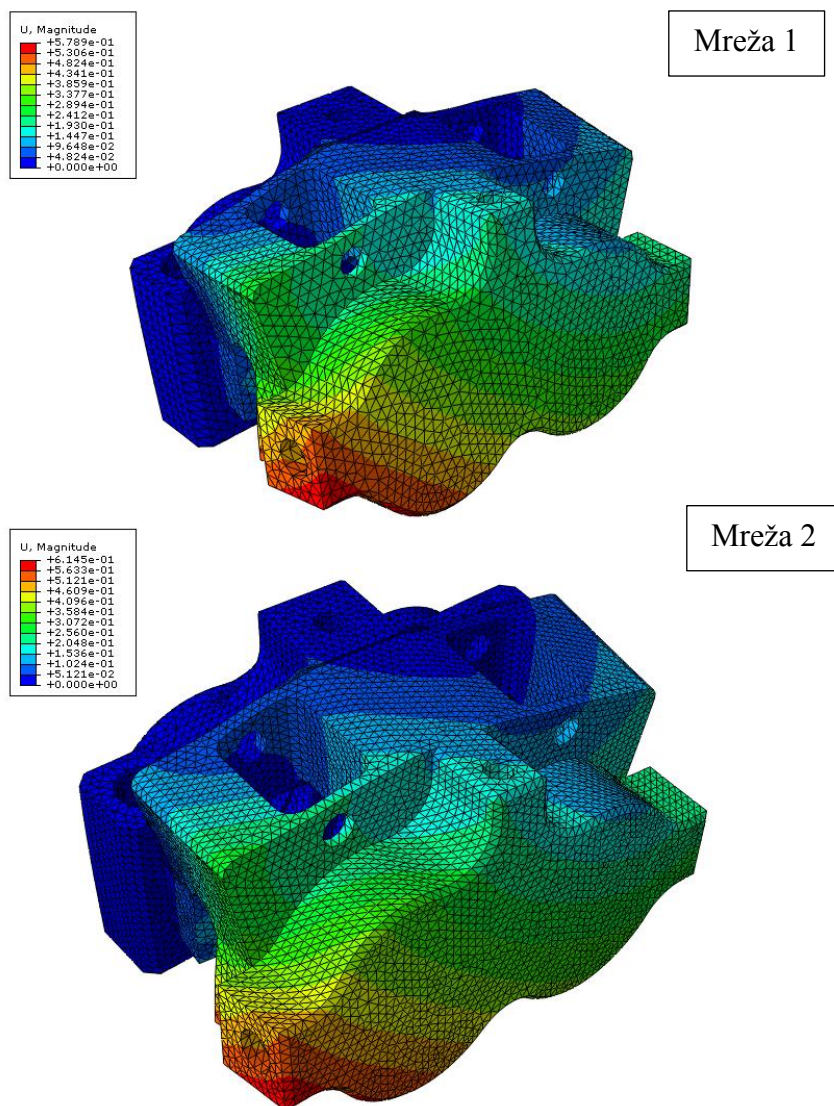 U, Magnitude
+5.789e-01
+5.306e-01
+4.824e-01
+4.341e-01
+3.859e-01
+3.377e-01
+2.894e-01
+2.412e-01
+1.930e-01
+1.447e-01
+9.648e-02
+4.824e-02
+0.000e+00
Mreža 1
U, Magnitude
+6.145e-01
+5.633e-01
+5.121e-01
+4.609e-01
+4.096e-01
+3.584e-01
+3.072e-01
+2.560e-01
+2.048e-01
+1.536e-01
+1.024e-01
+5.121e-02
+0.000e+00
Mreža 2